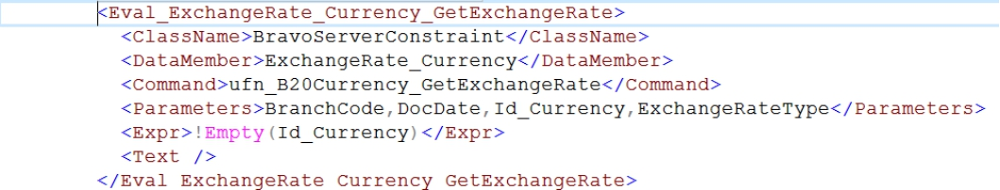 <Eval_ExchangeRate_Currency_GetExchangeRate>
<ClassName>BravoServerConstraint</ClassName>
<DataMember>ExchangeRate_Currency</DataMember>
<Command>ufn_B20Currency_GetExchangeRate</Command>
<Parameters>BranchCode,DocDate,Id_Currency,ExchangeRateType</Parameters>
<Expr>!Empty(Id_Currency)</Expr>
<Text />
</Eval_ExchangeRate_Currency_GetExchangeRate>